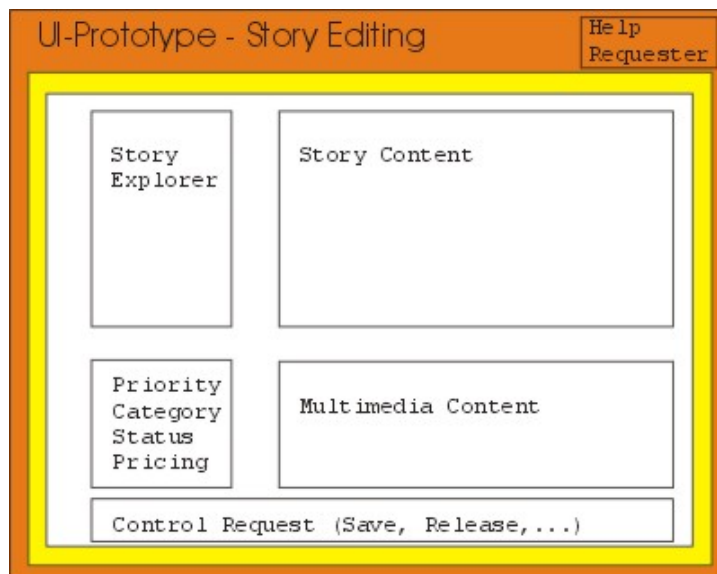 UI-Prototype - Story Editing
Help
Requester
Story
Explorer
Story Content
Priority
Category
Status
Pricing
Multimedia Content
Control Request (Save, Release,...)